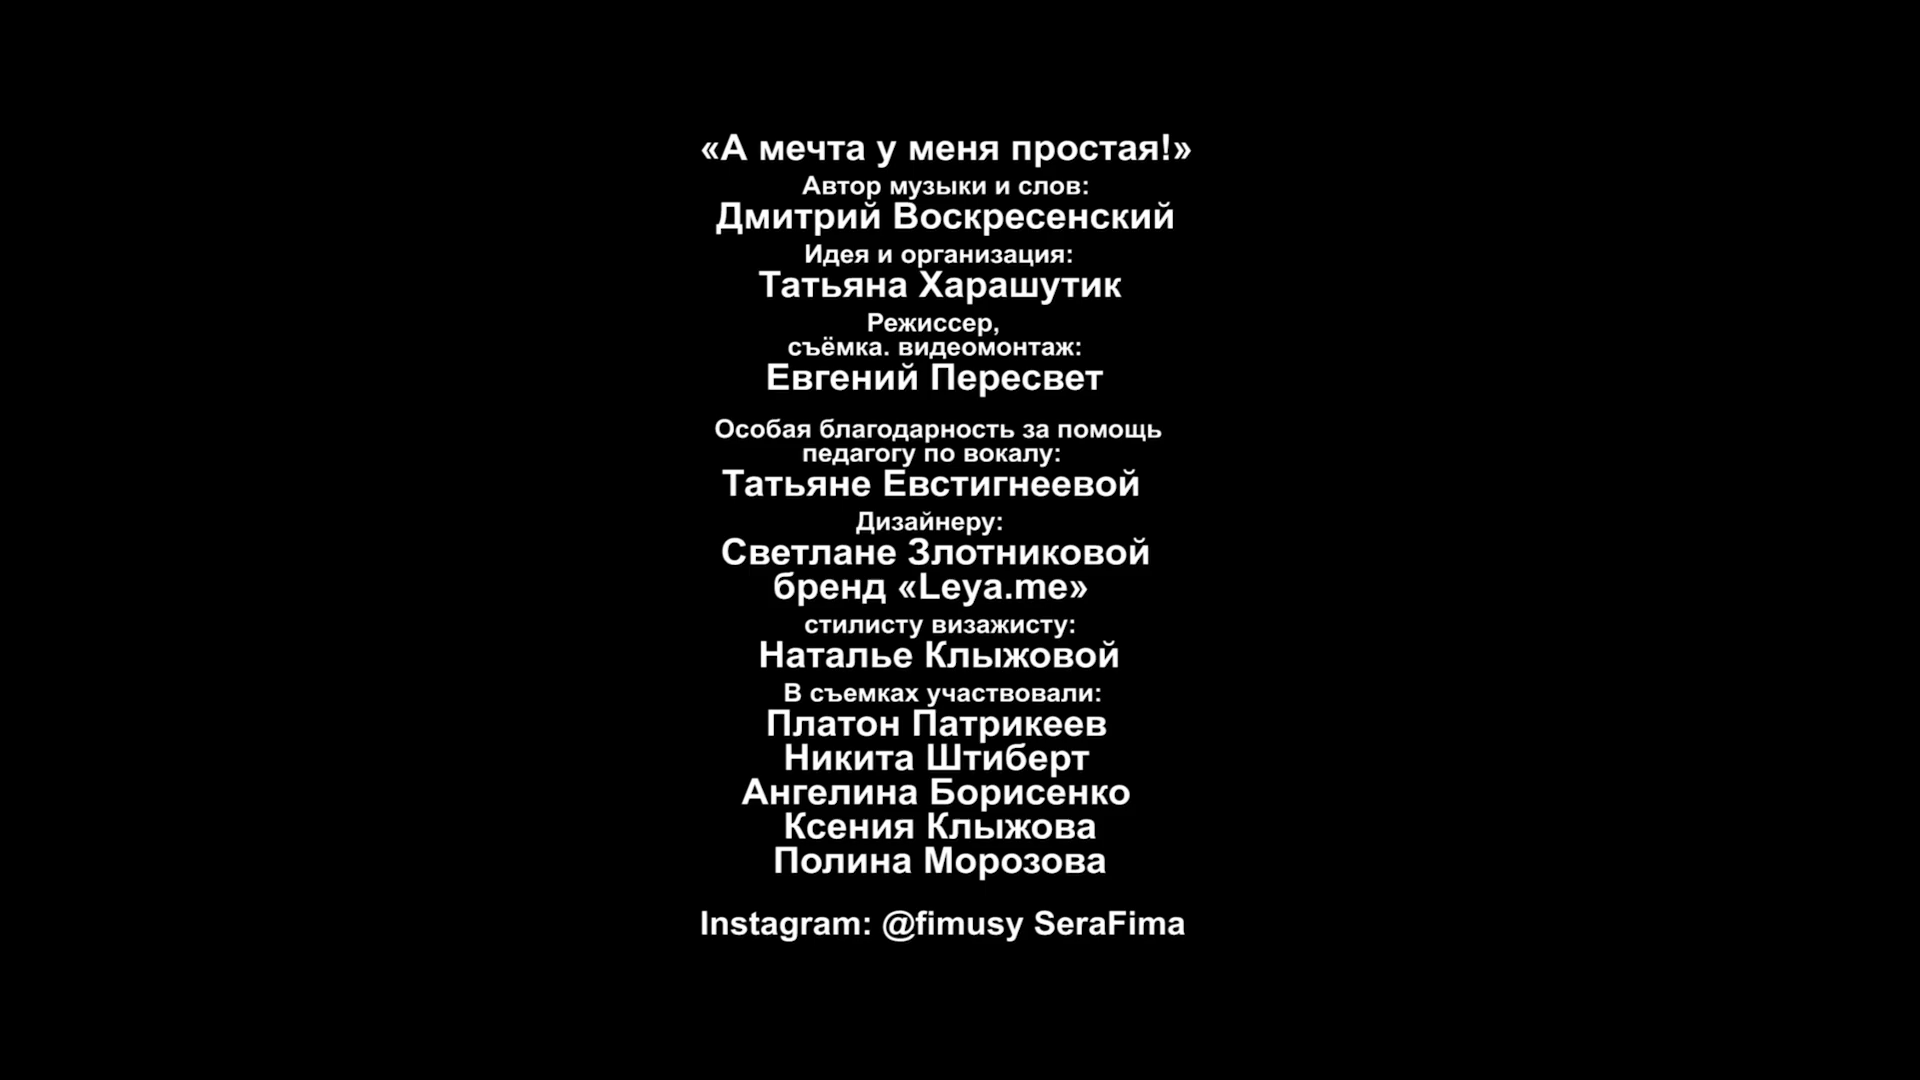 «А мечта у меня простая!»
Автор музыки и слов:
Дмитрий Воскресенский
Идея и организация:
Татьяна Харашутик
Режиссер,
съёмка. видеомонтаж:
Евгений Пересвет
Особая благодарность за помощь
педагогу по вокалу:
Татьяне Евстигнеевой
Дизайнеру:
Светлане Злотниковой
бренд «Leya.me»
стилисту визажисту:
Наталье Клыжовой
В съемках участвовали:
Платон Патрикеев
Никита Штиберт
Ангелина Борисенко
Ксения Клыжова
Полина Морозова
Instagram: @fimusy SeraFima